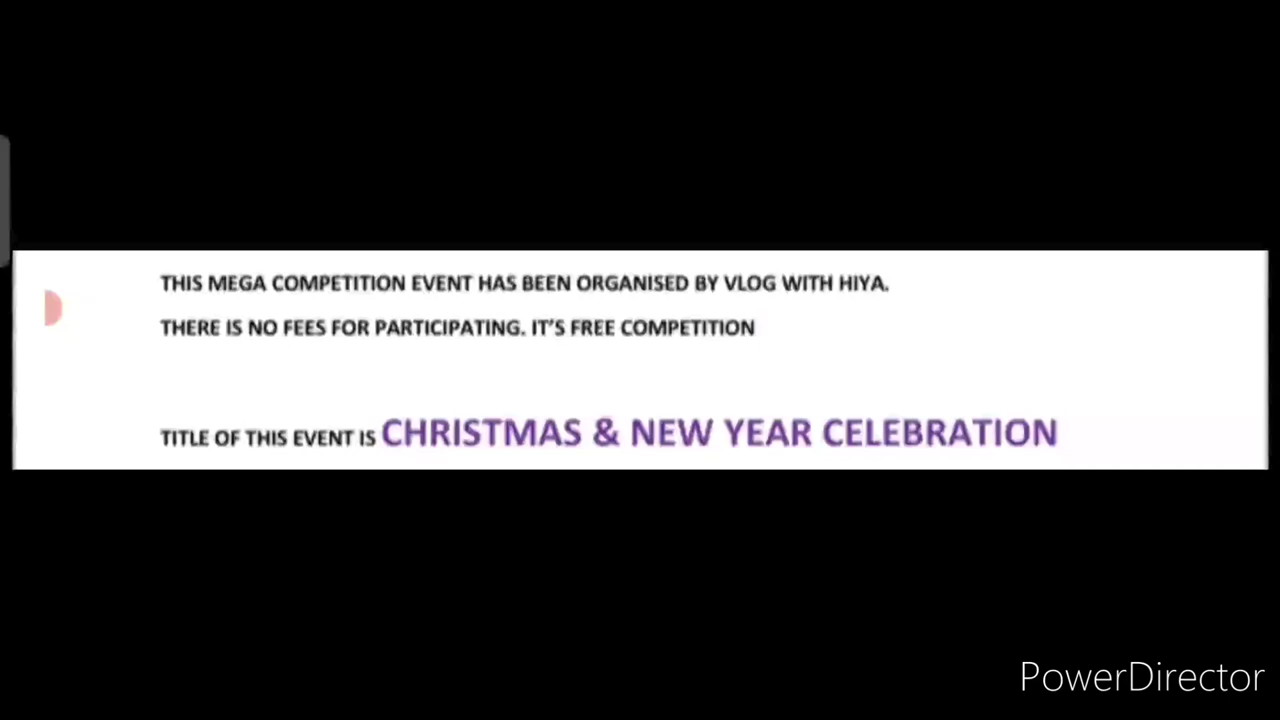 THIS MEGA COMPETITION EVENT HAS BEEN ORGANISED BY VLOG WITH HIYA.
THERE IS NO FEES FOR PARTICIPATING. IT’S FREE COMPETITION
TITLE OF THIS EVENT IS CHRISTMAS & NEW YEAR CELEBRATION
PowerDirector